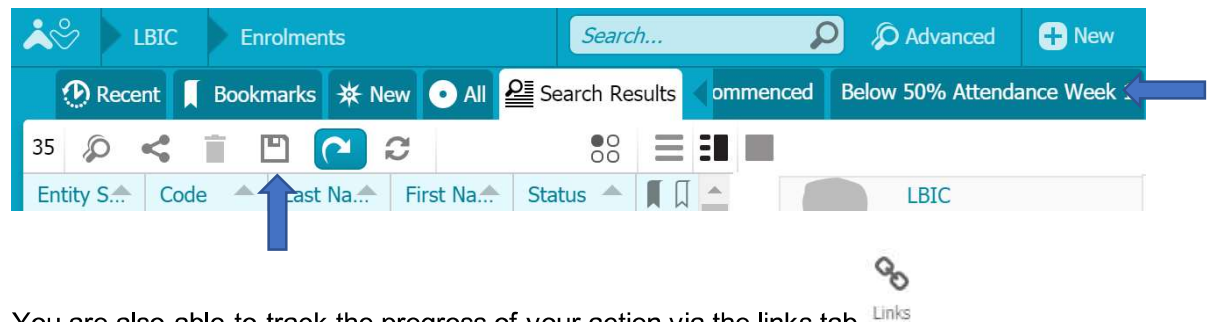 LBIC Enrolments Search... Advanced New
Recent Bookmarks New All Search Results ommenced Below 50% Attendance Week
35
Entity S... Code Last Na... First Na... Status LBIC
Links
You are also able to track the progress of your action via the links tab